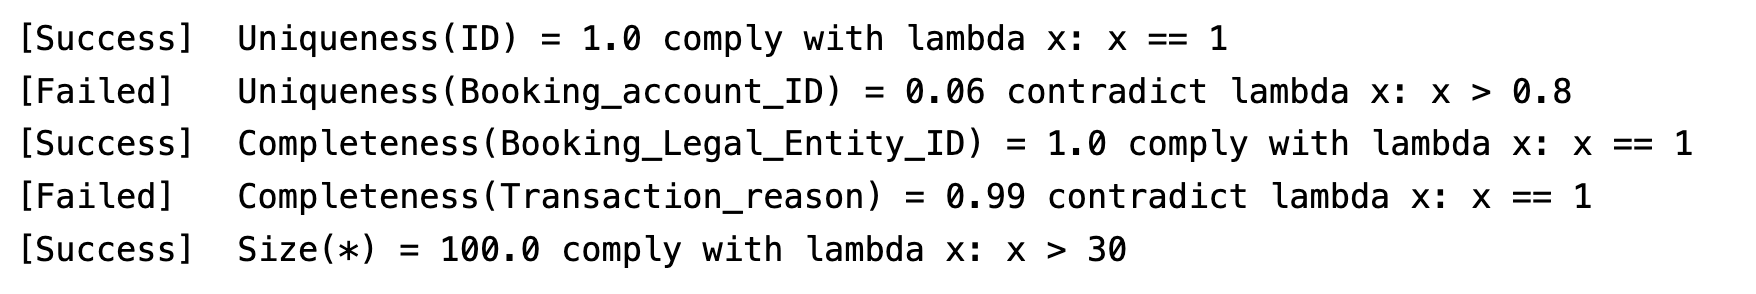 [Success]  Uniqueness(ID) = 1.0 comply with lambda x: x == 1
[Failed]   Uniqueness(Booking_account_ID) = 0.06 contradict lambda x: x > 0.8
[Success]  Completeness(Booking_Legal_Entity_ID) = 1.0 comply with lambda x: x == 1
[Failed]   Completeness(Transaction_reason) = 0.99 contradict lambda x: x == 1
[Success]  Size(*) = 100.0 comply with lambda x: x > 30